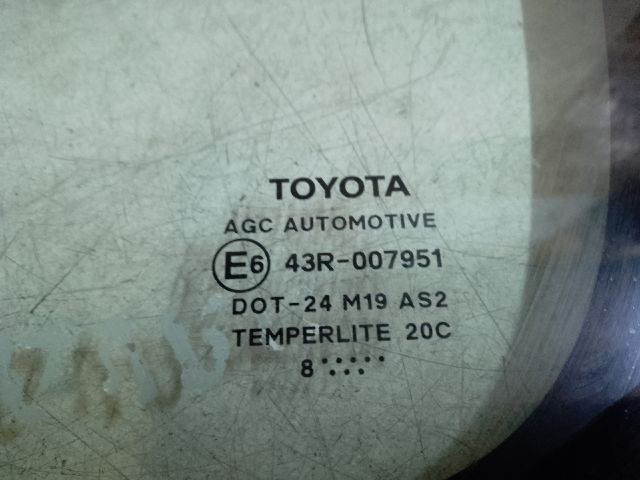 TOYOTA
AGC AUTOMOTIVE
E6 43R-007951
DOT-24 M19 AS2
TEMPERLITE 20C
8